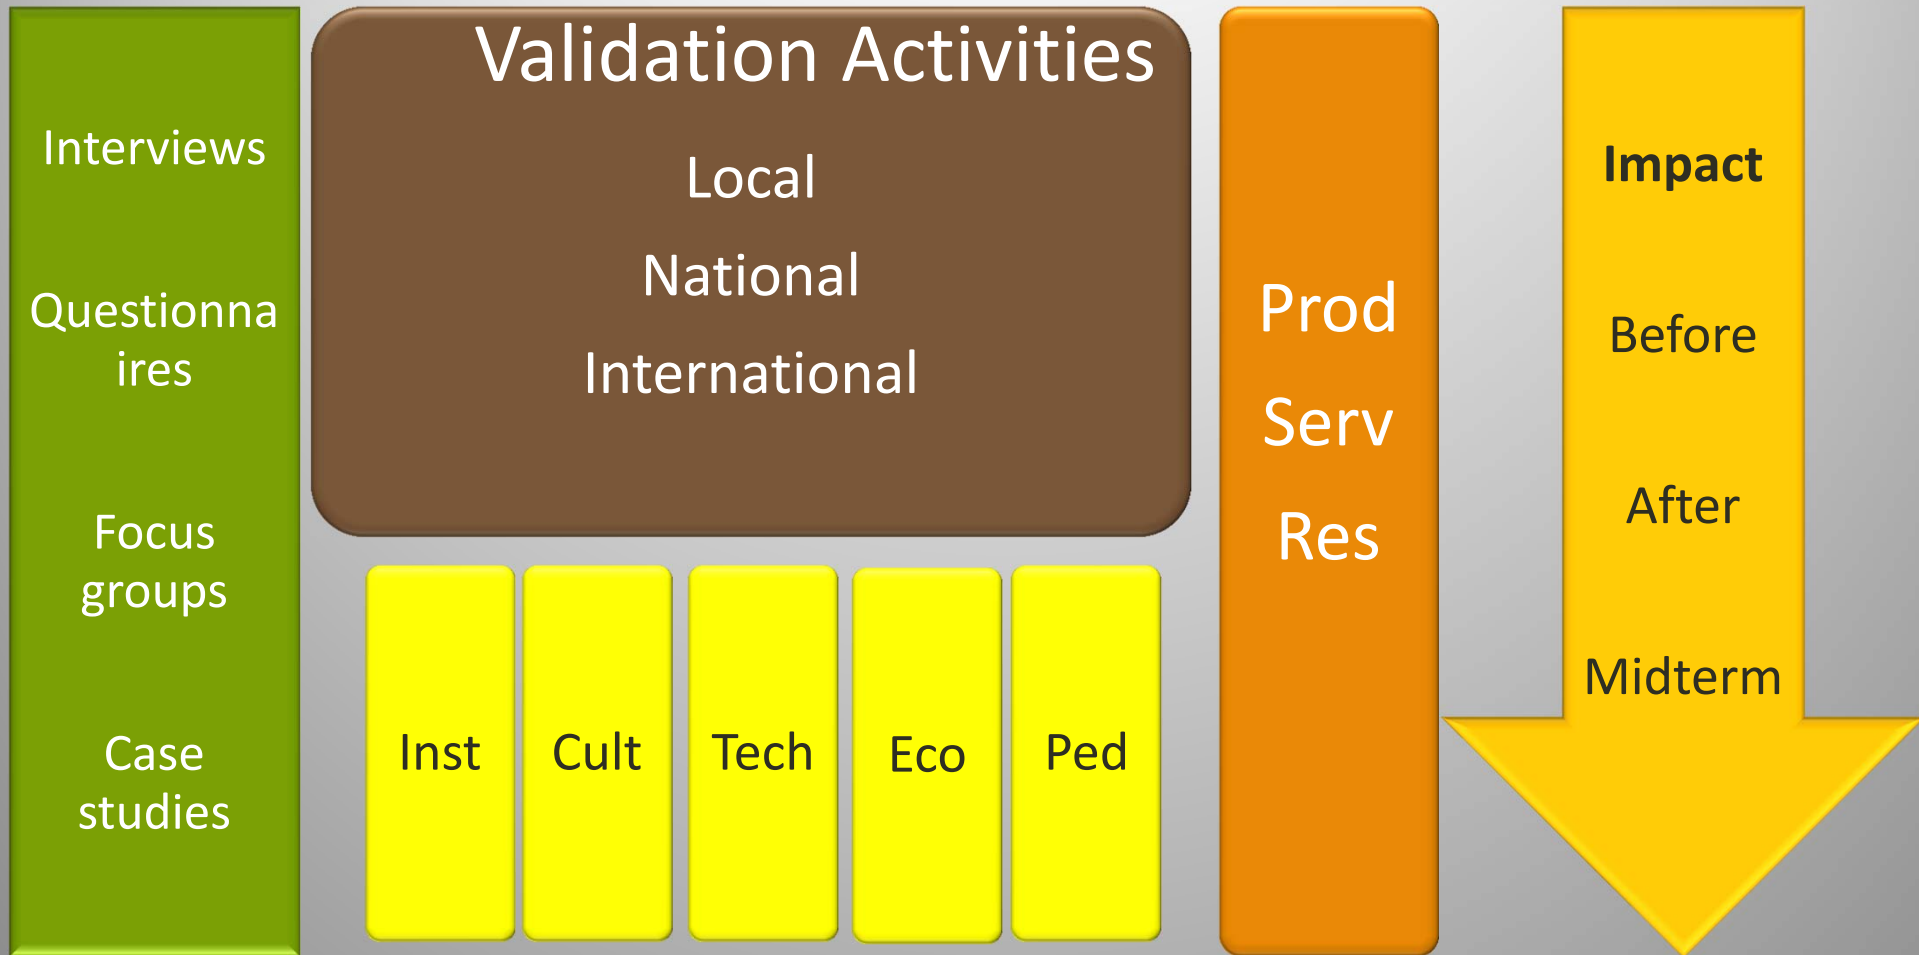 Interviews
Questionna
ires
Focus
groups
Case
studies
Validation Activities
Local
National
International
Inst
Cult
Tech
Eco
Ped
Prod
Serv
Res
Impact
Before
After
Midterm